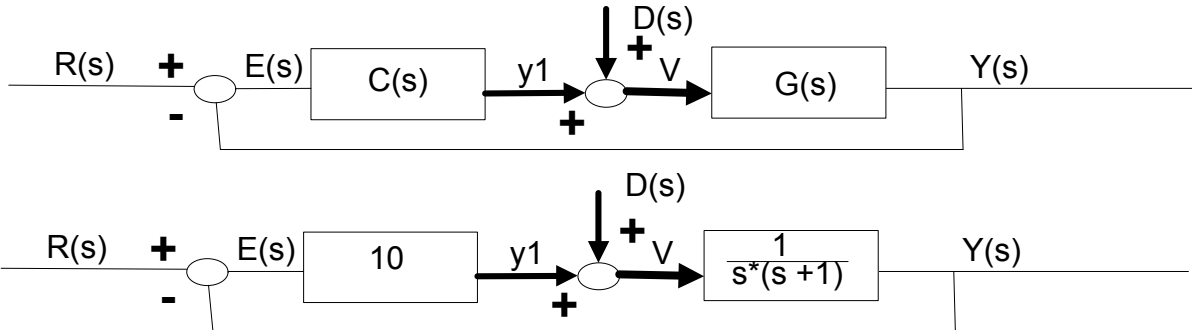 D(s)
R(s) + E(s) C(s) y1 + V G(s) Y(s)
- +
D(s)
R(s) + E(s) 10 y1 + V 1 Y(s)
s*(s +1)
- +